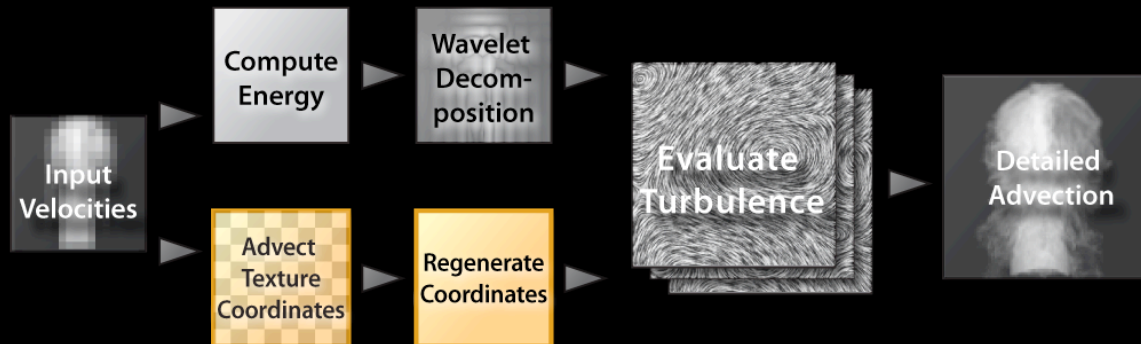 Input
Velocities
Compute
Energy
Wavelet
Decom-
position
Advect
Texture
Coordinates
Regenerate
Coordinates
Evaluate
Turbulence
Detailed
Advection